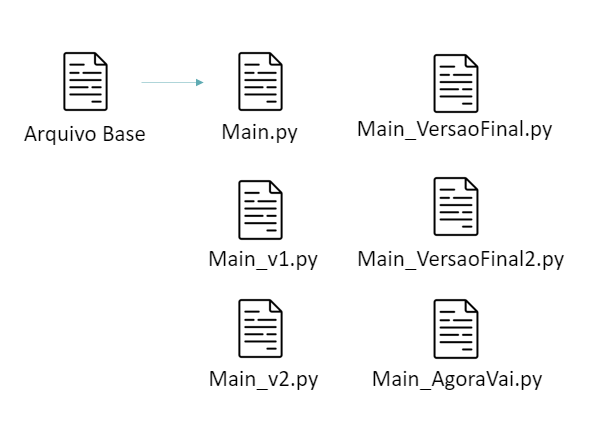 Arquivo Base
Main.py
Main_VersaoFinal.py
Main_v1.py
Main_VersaoFinal2.py
Main_v2.py
Main_AgoraVai.py